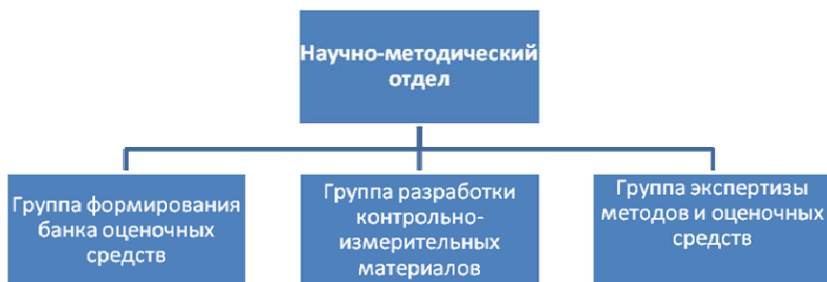 Научно-методический
отдел
Группа формирования
банка оценочных
средств
Группа разработки
контрольно-
измерительных
материалов
Группа экспертизы
методов и оценочных
средств